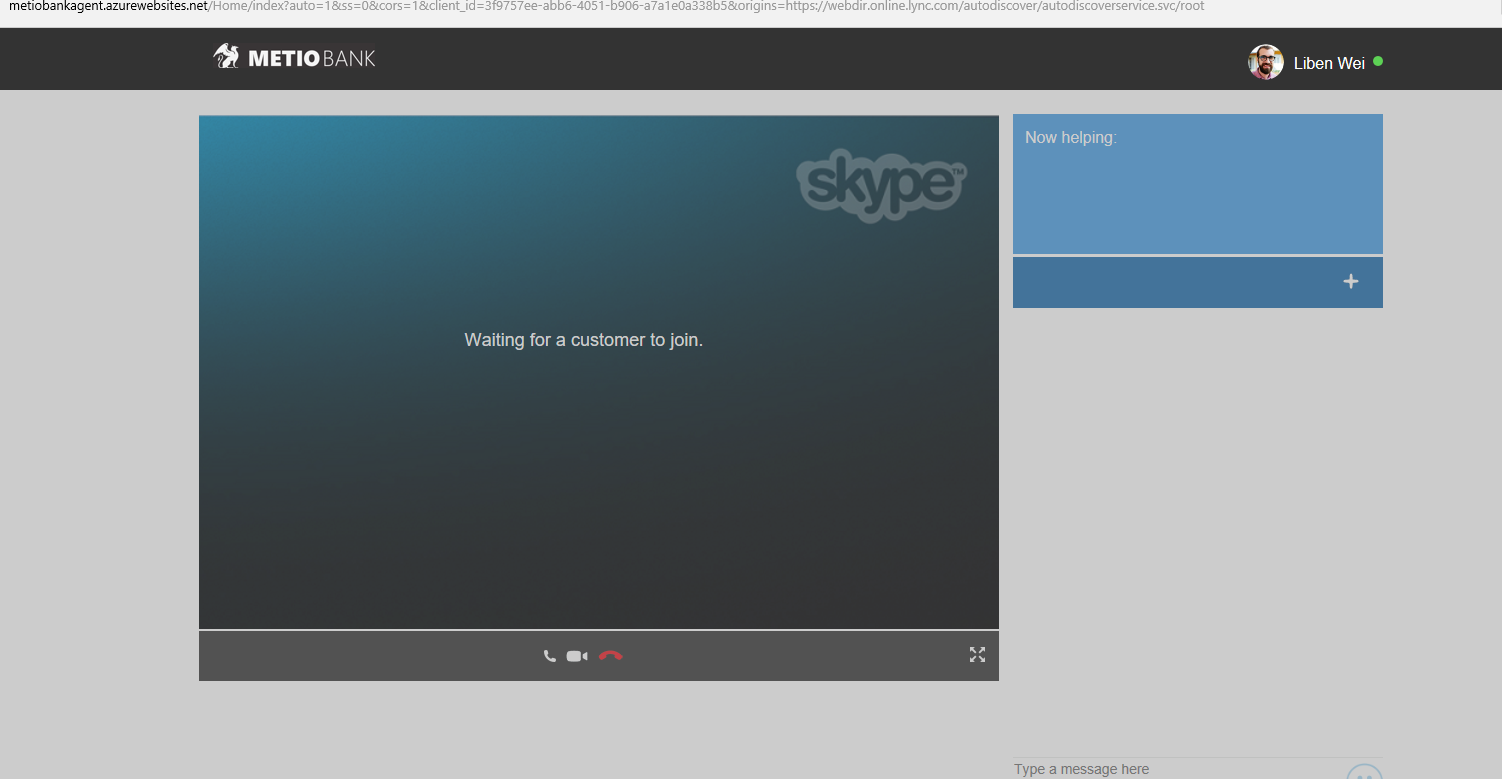 metiobankagent.azurewebsites.net/Home/index?auto=1&ss=0&cors=1&client_id=3f9757ee-abb6-4051-b906-a7a1e0a338b5&origins=https://webdir.online.lync.com/autodiscover/autodiscoverservice.svc/root
METIO BANK
Liben Wei
skype™
Now helping:
Waiting for a customer to join.
Type a message here